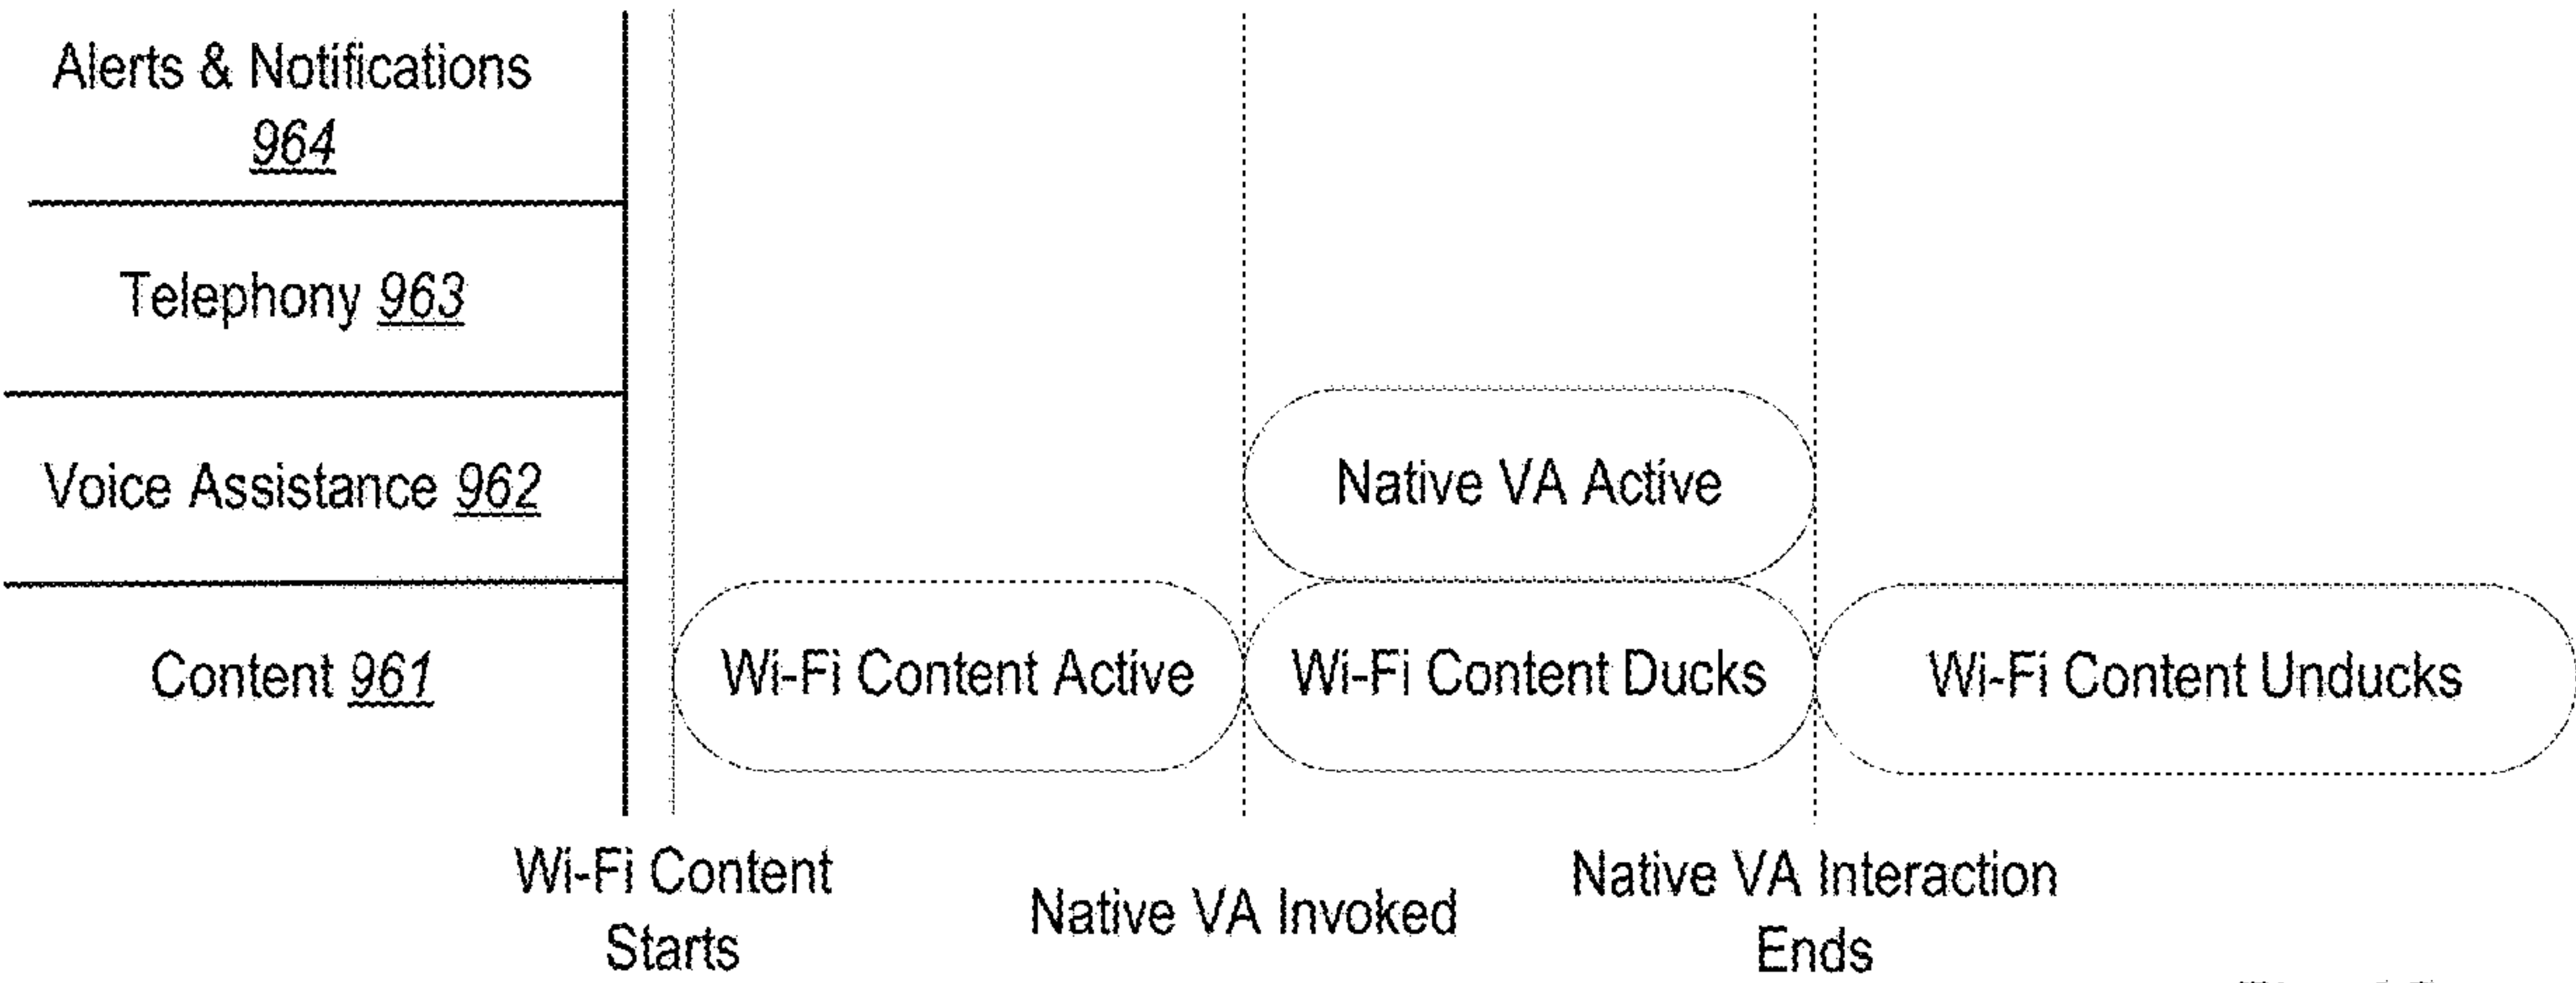 Alerts & Notifications
964
Telephony 963
Voice Assistance 962
Native VA Active
Content 961
Wi-Fi Content Active
Wi-Fi Content Ducks
Wi-Fi Content Unducks
Wi-Fi Content
Starts
Native VA Invoked
Native VA Interaction
Ends